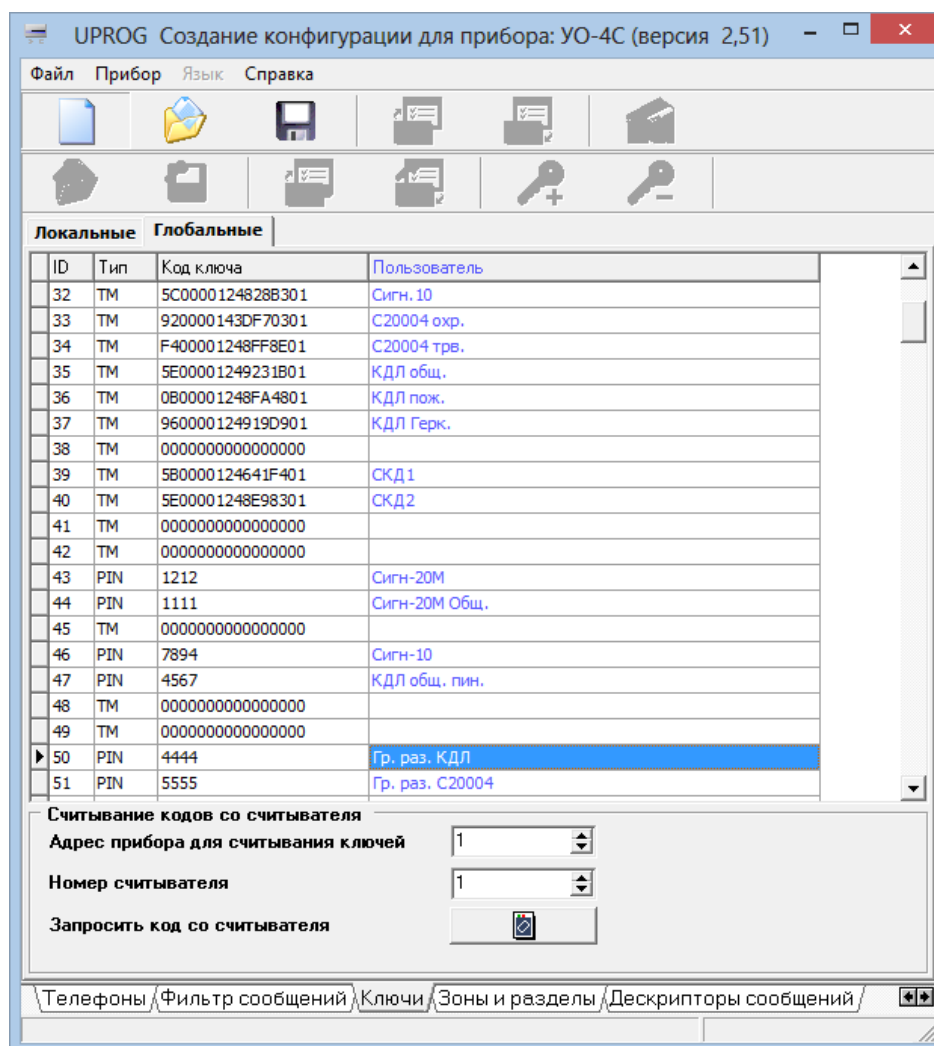 UPROG Создание конфигурации для прибора: УО-4С (версия 2,51)
Файл Прибор Язык Справка
Локальные Глобальные
ID Тип Код ключа Пользователь
32 TM 5C0000124828B301 Сигн.10
33 TM 920000143DF70301 С20004 охр.
34 TM F400001248FF8E01 С20004 трв.
35 TM 5E00001249231B01 КДЛ общ.
36 TM 0B00001248FA4801 КДЛ пож.
37 TM 960000124919D901 КДЛ Герк.
38 TM 0000000000000000
39 TM 5B0000124641F401 СКД1
40 TM 5E00001248E98301 СКД2
41 TM 0000000000000000
42 TM 0000000000000000
43 PIN 1212 Сигн-20М
44 PIN 1111 Сигн-20М Общ.
45 TM 0000000000000000
46 PIN 7894 Сигн-10
47 PIN 4567 КДЛ общ. пин.
48 TM 0000000000000000
49 TM 0000000000000000
50 PIN 4444 Гр. раз. КДЛ
51 PIN 5555 Гр. раз. С20004
Считывание кодов со считывателя
Адрес прибора для считывания ключей 1
Номер считывателя 1
Запросить код со считывателя
Телефоны Фильтр сообщений Ключи Зоны и разделы Дескрипторы сообщений